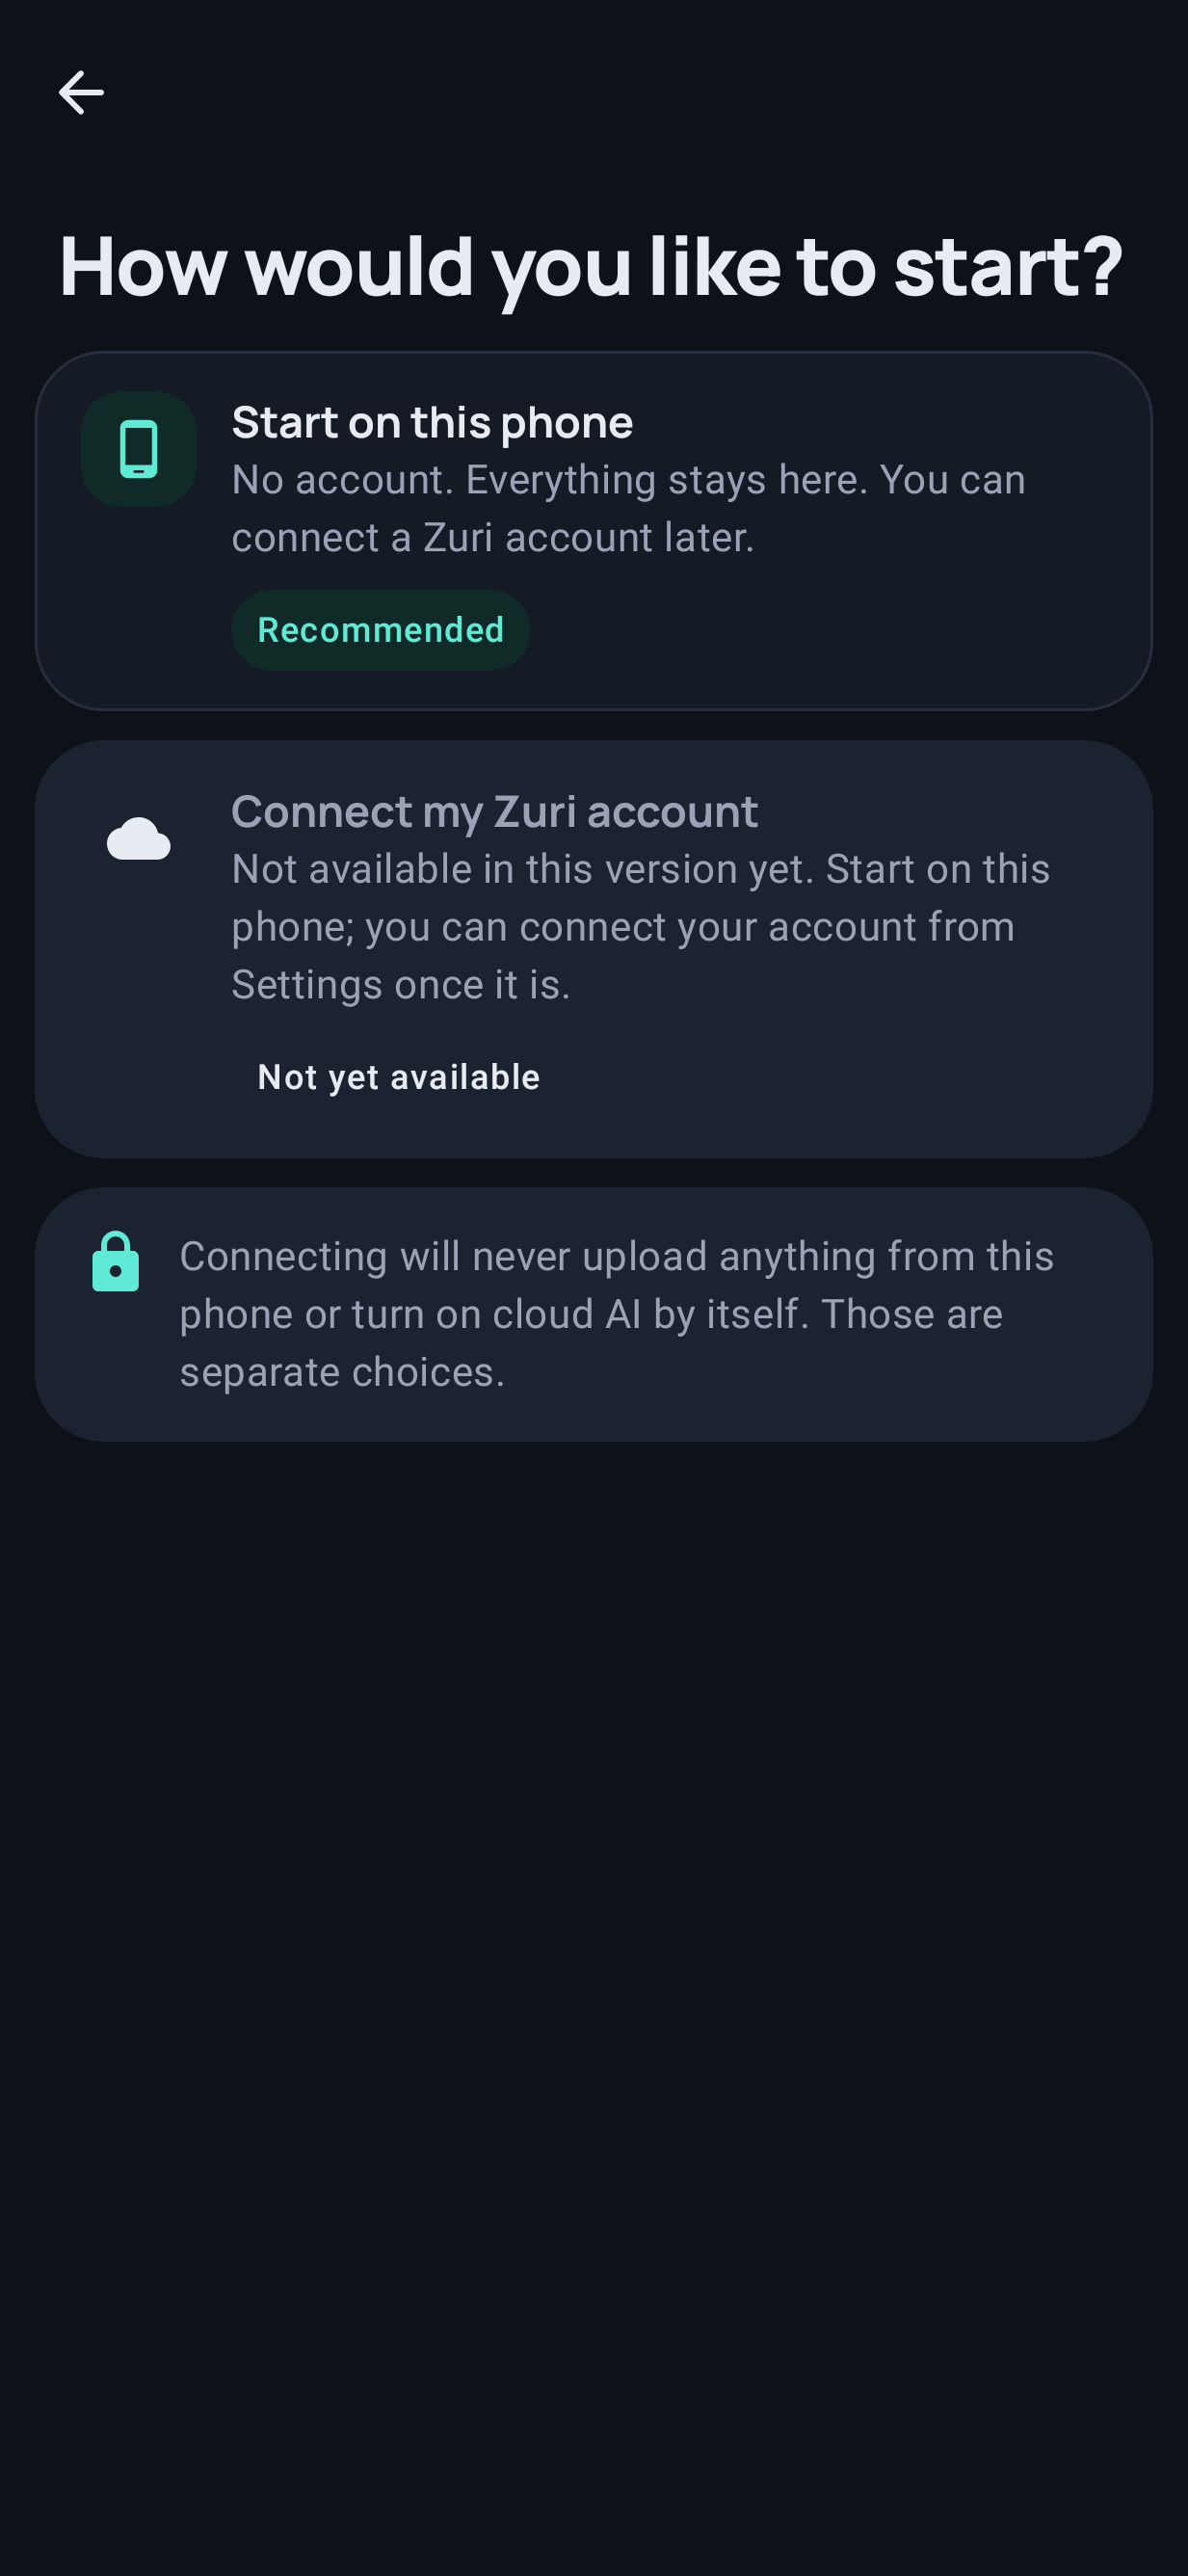 How would you like to start?
Start on this phone
No account. Everything stays here. You can
connect a Zuri account later.
Recommended
Connect my Zuri account
Not available in this version yet. Start on this
phone; you can connect your account from
Settings once it is.
Not yet available
Connecting will never upload anything from this
phone or turn on cloud AI by itself. Those are
separate choices.